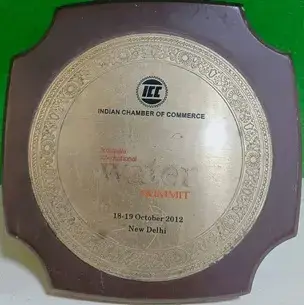 ICC
INDIAN CHAMBER OF COMMERCE
water
SUMMIT
18-19 October 2012
New Delhi